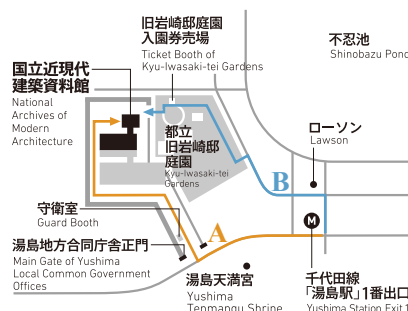 旧岩崎邸庭園
入園券売場
Ticket Booth of
Kyu-Iwasaki-tei Gardens
不忍池
Shinobazu Pond
国立近現代
建築資料館
National
Archives of
Modern
Architecture
都立
旧岩崎邸
庭園
Kyu-Iwasaki-tei
Gardens
ローソン
Lawson
B
守衛室
Guard Booth
A
M
湯島地方合同庁舎正門
Main Gate of Yushima
Local Common Government
Offices
湯島天満宮
Yushima
Tenmangu Shrine
千代田線
「湯島駅」1番出口
Yushima Station Exit 1